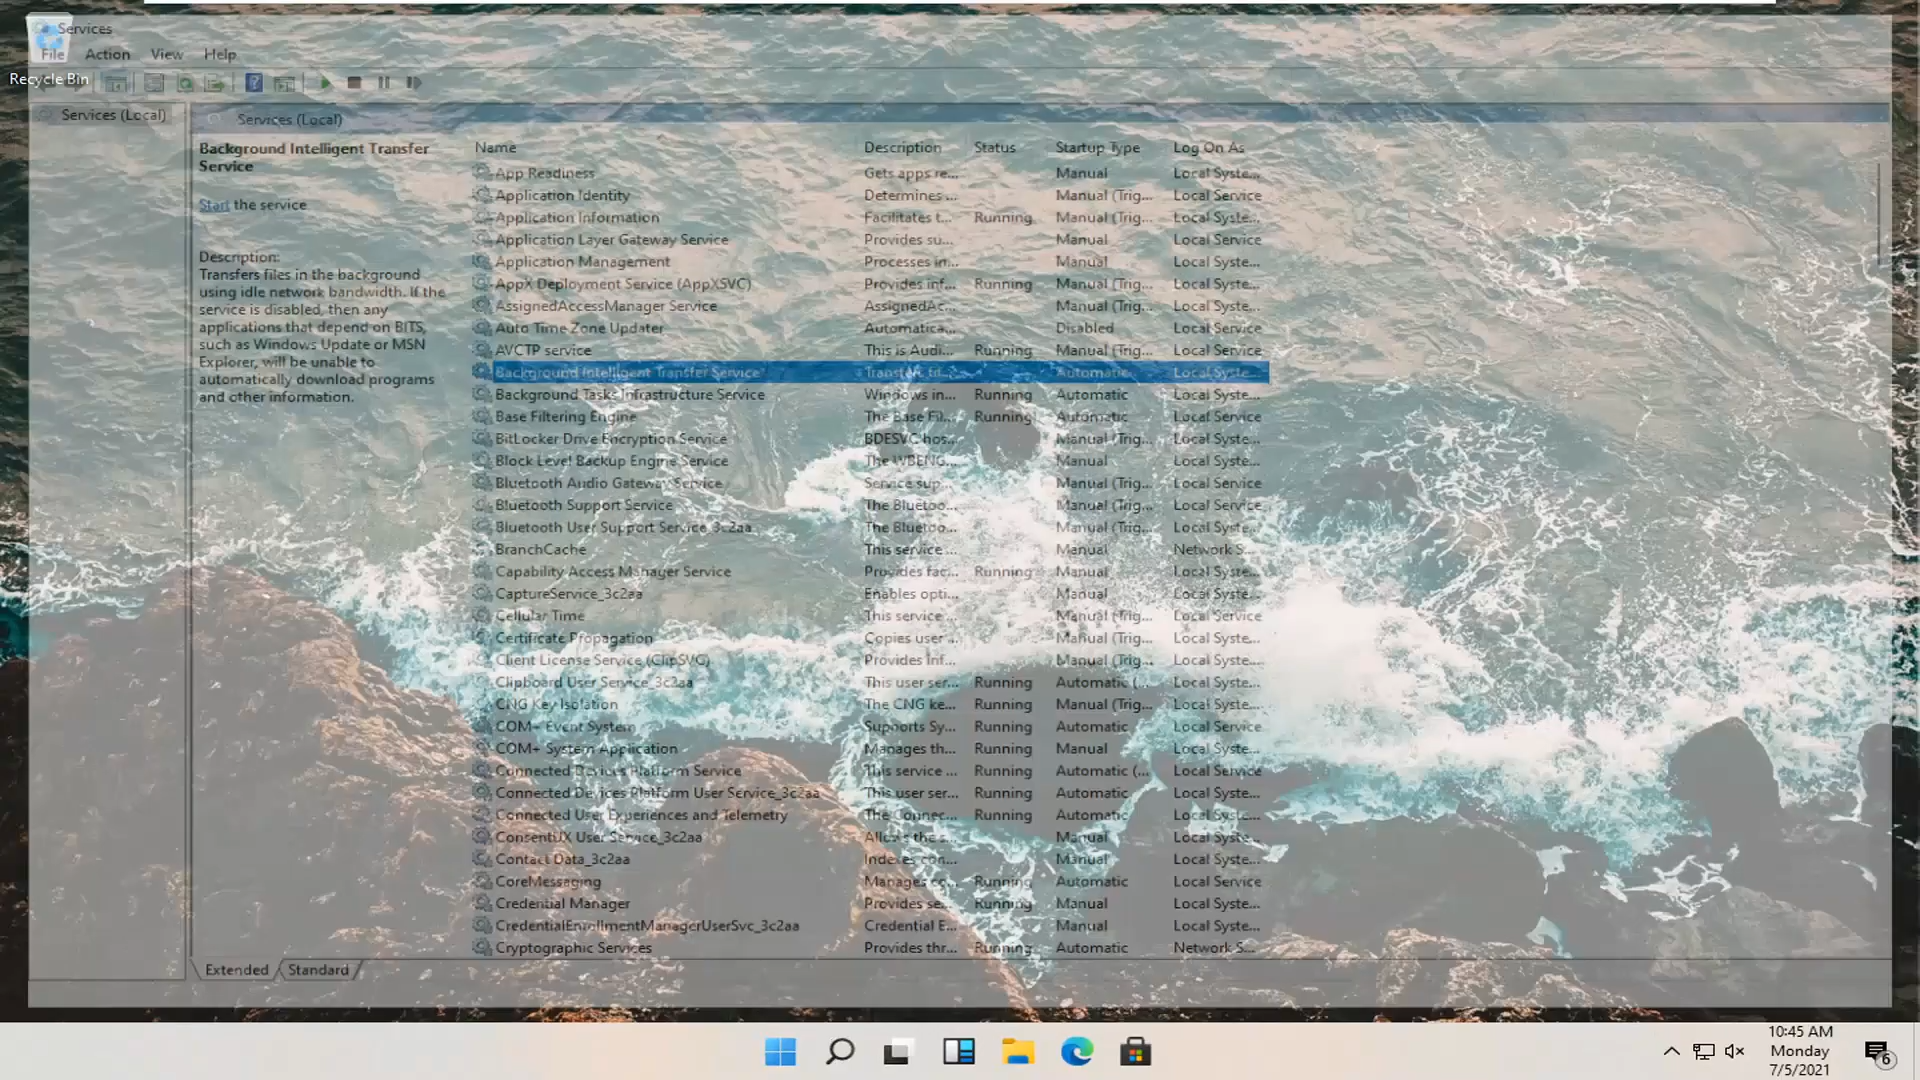 Services
File Action View Help
Recycle Bin
Services (Local)
Services (Local)
Background Intelligent Transfer
Service
Start the service
Description:
Transfers files in the background
using idle network bandwidth. If the
service is disabled, then any
applications that depend on BITS,
such as Windows Update or MSN
Explorer, will be unable to
automatically download programs
and other information.
Name Description Status Startup Type Log On As
App Readiness Gets apps re... Manual Local Syste...
Application Identity Determines ... Manual (Trig... Local Service
Application Information Facilitates t... Running Manual (Trig... Local Syste...
Application Layer Gateway Service Provides su... Manual Local Service
Application Management Processes in... Manual Local Syste...
AppX Deployment Service (AppXSVC) Provides inf... Running Manual (Trig... Local Syste...
AssignedAccessManager Service AssignedAc... Manual (Trig... Local Syste...
Auto Time Zone Updater Automatica... Disabled Local Service
AVCTP service This is Audi... Running Manual (Trig... Local Service
Background Intelligent Transfer Service Transfers fil... Automatic Local Syste...
Background Tasks Infrastructure Service Windows in... Running Automatic Local Syste...
Base Filtering Engine The Base Fil... Running Automatic Local Service
BitLocker Drive Encryption Service BDESVC hos... Manual (Trig... Local Syste...
Block Level Backup Engine Service The WBENG... Manual Local Syste...
Bluetooth Audio Gateway Service Service sup... Manual (Trig... Local Service
Bluetooth Support Service The Bluetoo... Manual (Trig... Local Service
Bluetooth User Support Service_3c2aa The Bluetoo... Manual (Trig... Local Syste...
BranchCache This service ... Manual Network S...
Capability Access Manager Service Provides fac... Running Manual Local Syste...
CaptureService_3c2aa Enables opti... Manual Local Syste...
Cellular Time This service ... Manual (Trig... Local Service
Certificate Propagation Copies user ... Manual (Trig... Local Syste...
Client License Service (ClipSVC) Provides inf... Manual (Trig... Local Syste...
Clipboard User Service_3c2aa This user ser... Running Automatic (... Local Syste...
CNG Key Isolation The CNG ke... Running Manual (Trig... Local Syste...
COM+ Event System Supports Sy... Running Automatic Local Service
COM+ System Application Manages th... Running Manual Local Syste...
Connected Devices Platform Service This service ... Running Automatic (... Local Service
Connected Devices Platform User Service_3c2aa This user ser... Running Automatic Local Syste...
Connected User Experiences and Telemetry The Connec... Running Automatic Local Syste...
ConsentUX User Service_3c2aa Allows the s... Manual Local Syste...
Contact Data_3c2aa Indexes con... Manual Local Syste...
CoreMessaging Manages co... Running Automatic Local Service
Credential Manager Provides se... Running Manual Local Syste...
CredentialEnrollmentManagerUserSvc_3c2aa Credential E... Manual Local Syste...
Cryptographic Services Provides thr... Running Automatic Network S...
Extended Standard
10:45 AM
Monday
7/5/2021
6